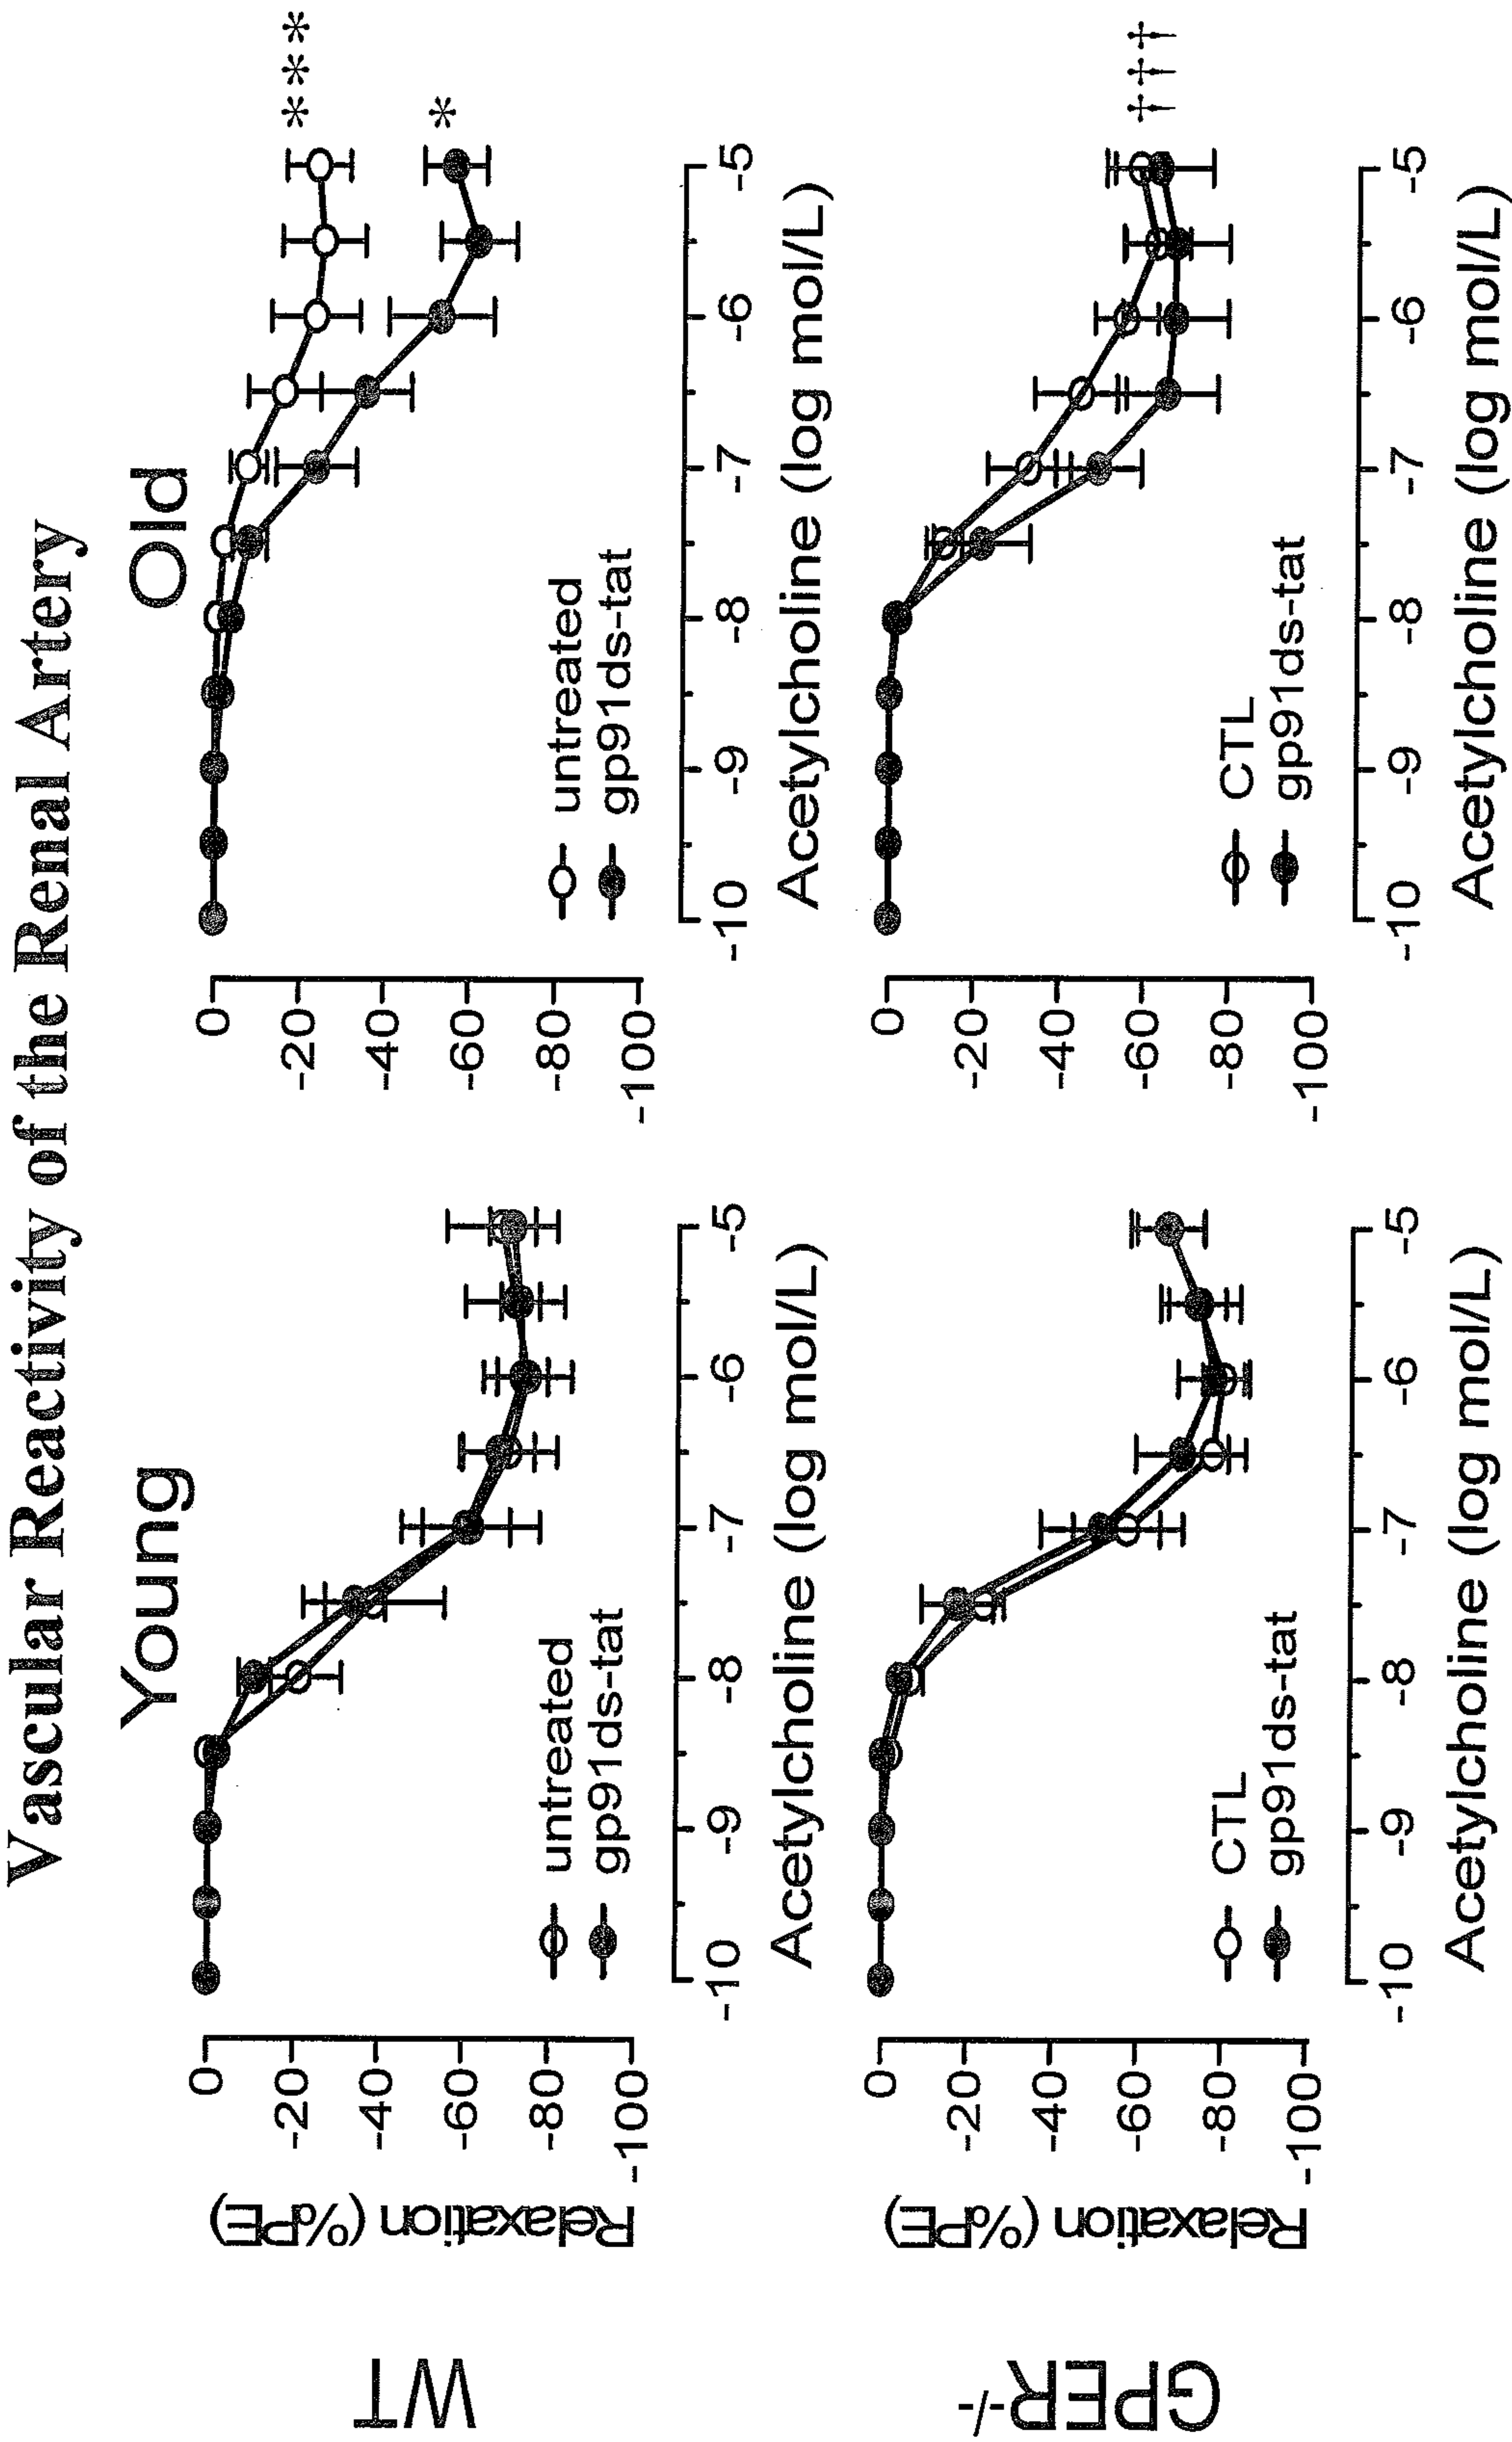 Vascular Reactivity of the Renal Artery
Young
Old
WT
Relaxation (%PE)
0
-20
-40
-60
-80
-100
untreated
gp91ds-tat
-10 -9 -8 -7 -6 -5
Acetylcholine (log mol/L)
0
-20
-40
-60
-80
-100
untreated
gp91ds-tat
***
*
-10 -9 -8 -7 -6 -5
Acetylcholine (log mol/L)
GPER-/-
Relaxation (%PE)
0
-20
-40
-60
-80
-100
CTL
gp91ds-tat
-10 -9 -8 -7 -6 -5
Acetylcholine (log mol/L)
0
-20
-40
-60
-80
-100
CTL
gp91ds-tat
†††
-10 -9 -8 -7 -6 -5
Acetylcholine (log mol/L)